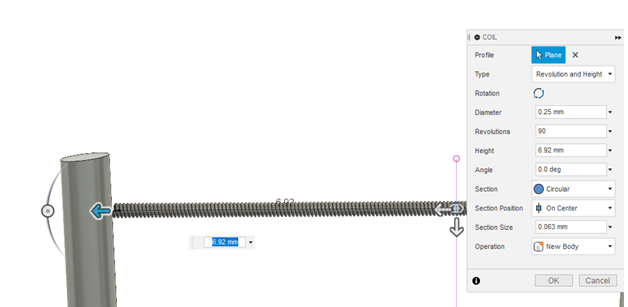 COIL
Profile Plane
Type Revolution and Height
Rotation
Diameter 0.25 mm
Revolutions 90
Height 6.92 mm
Angle 0.0 deg
Section Circular
Section Position On Center
Section Size 0.063 mm
Operation New Body
OK Cancel
6.92
6.92 mm